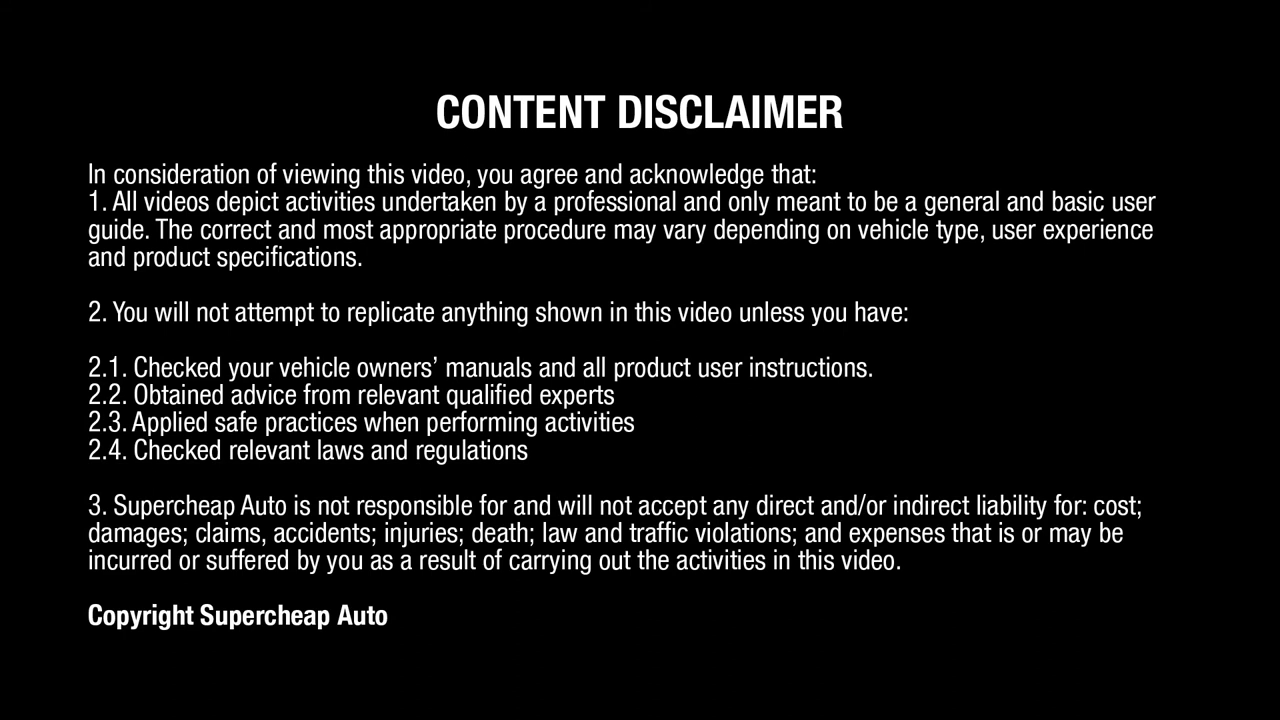 CONTENT DISCLAIMER
In consideration of viewing this video, you agree and acknowledge that:
1. All videos depict activities undertaken by a professional and only meant to be a general and basic user
guide. The correct and most appropriate procedure may vary depending on vehicle type, user experience
and product specifications.
2. You will not attempt to replicate anything shown in this video unless you have:
2.1. Checked your vehicle owners’ manuals and all product user instructions.
2.2. Obtained advice from relevant qualified experts
2.3. Applied safe practices when performing activities
2.4. Checked relevant laws and regulations
3. Supercheap Auto is not responsible for and will not accept any direct and/or indirect liability for: cost;
damages; claims, accidents; injuries; death; law and traffic violations; and expenses that is or may be
incurred or suffered by you as a result of carrying out the activities in this video.
Copyright Supercheap Auto